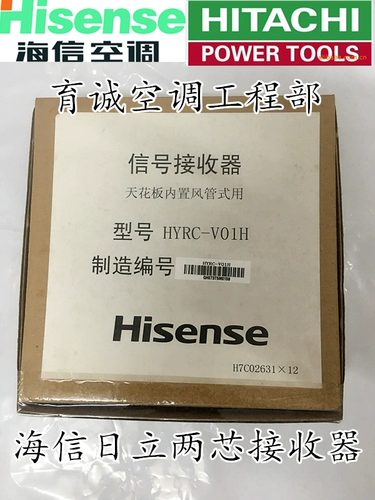 Hisense HITACHI
海信空调 POWER TOOLS
育诚空调工程部
信号接收器
天花板内置风管式用
型号 HYRC-V01H
制造编号
HYRC-V01H
Hisense
H7C02631×12
海信日立两芯接收器